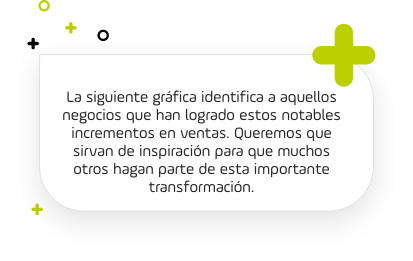 La siguiente gráfica identifica a aquellos
negocios que han logrado estos notables
incrementos en ventas. Queremos que
sirvan de inspiración para que muchos
otros hagan parte de esta importante
transformación.